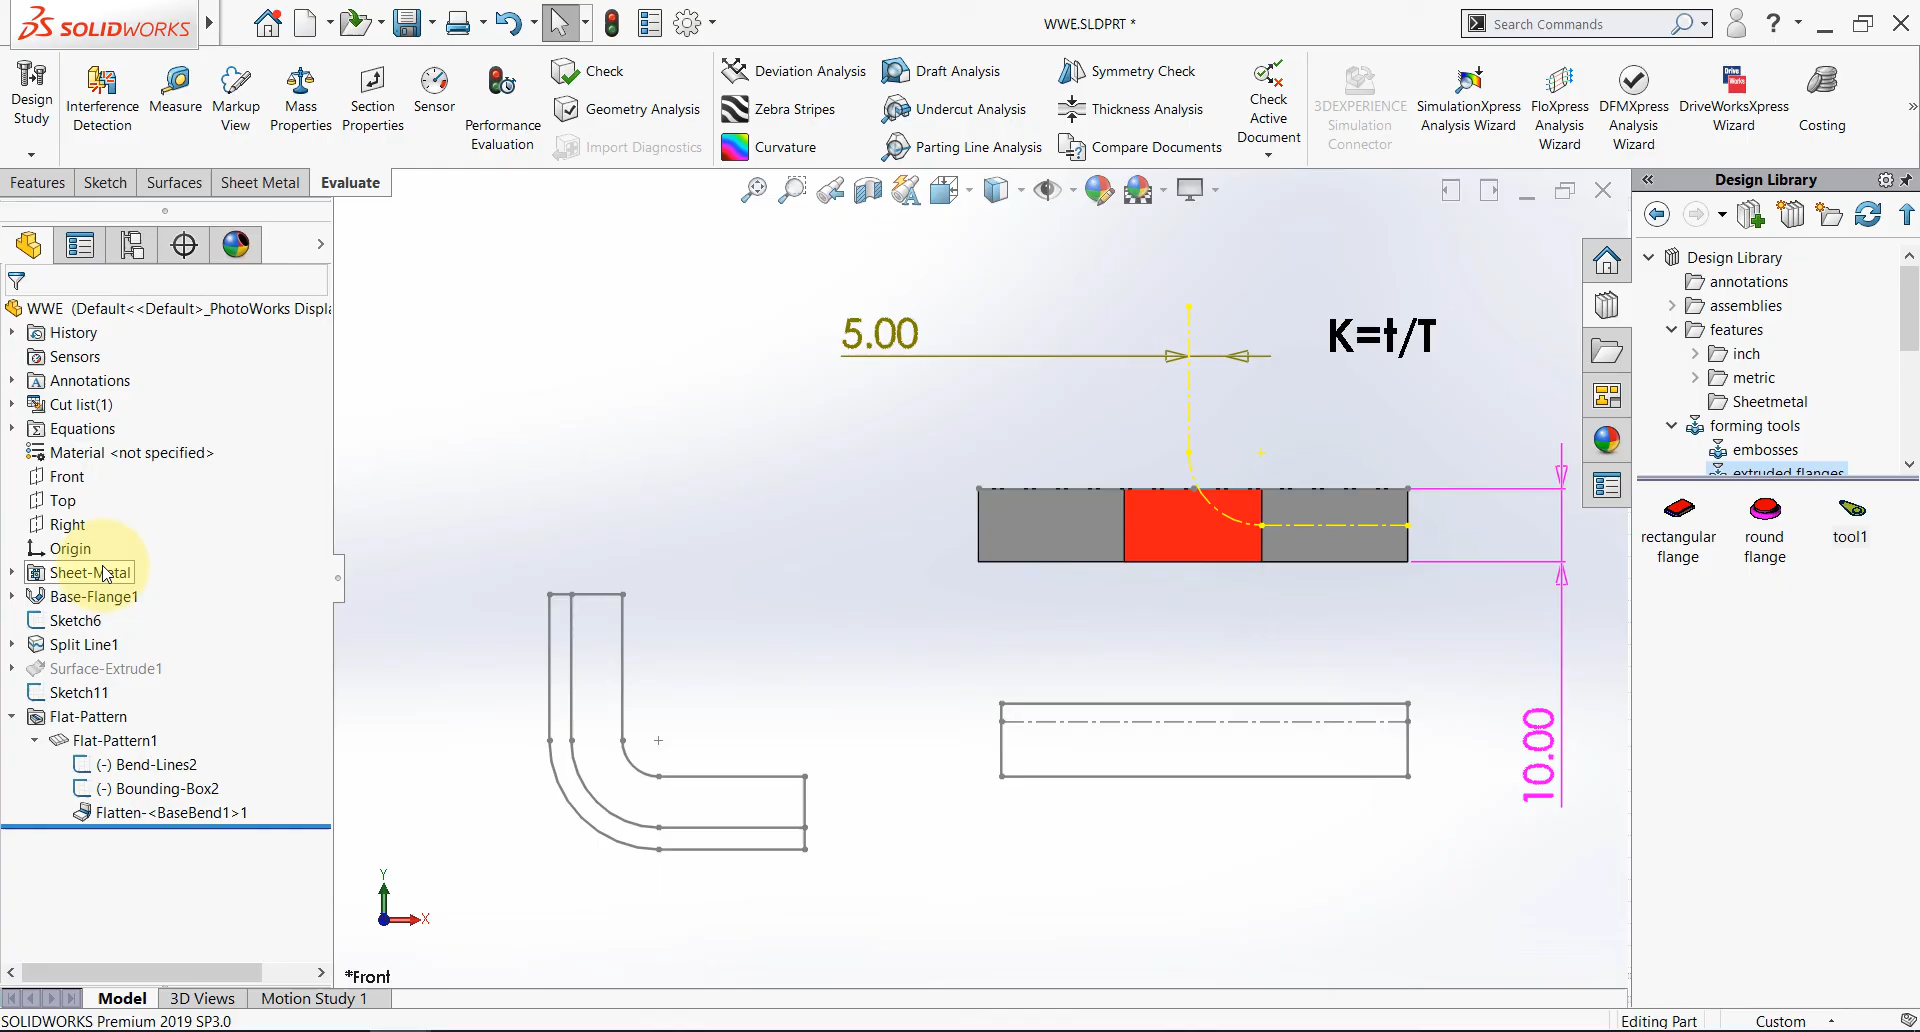 SOLIDWORKS
WWE.SLDPRT *
Search Commands
?
Design Study
Interference Detection
Measure
Markup View
Mass Properties
Section Properties
Sensor
Performance Evaluation
Check
Geometry Analysis
Import Diagnostics
Deviation Analysis
Zebra Stripes
Curvature
Draft Analysis
Undercut Analysis
Parting Line Analysis
Symmetry Check
Thickness Analysis
Compare Documents
Check Active Document
3DEXPERIENCE Simulation Connector
SimulationXpress Analysis Wizard
FloXpress Analysis Wizard
DFMXpress Analysis Wizard
DriveWorksXpress Wizard
Costing
Features
Sketch
Surfaces
Sheet Metal
Evaluate
WWE (Default<<Default>_PhotoWorks Displ
History
Sensors
Annotations
Cut list(1)
Equations
Material <not specified>
Front
Top
Right
Origin
Sheet-Metal
Base-Flange1
Sketch6
Split Line1
Surface-Extrude1
Sketch11
Flat-Pattern
Flat-Pattern1
(-) Bend-Lines2
(-) Bounding-Box2
Flatten-<BaseBend1>1
5.00
K=t/T
10.00
Y
X
*Front
Design Library
Design Library
annotations
assemblies
features
inch
metric
Sheetmetal
forming tools
embosses
extruded flanges
rectangular flange
round flange
tool1
Model
3D Views
Motion Study 1
SOLIDWORKS Premium 2019 SP3.0
Editing Part
Custom